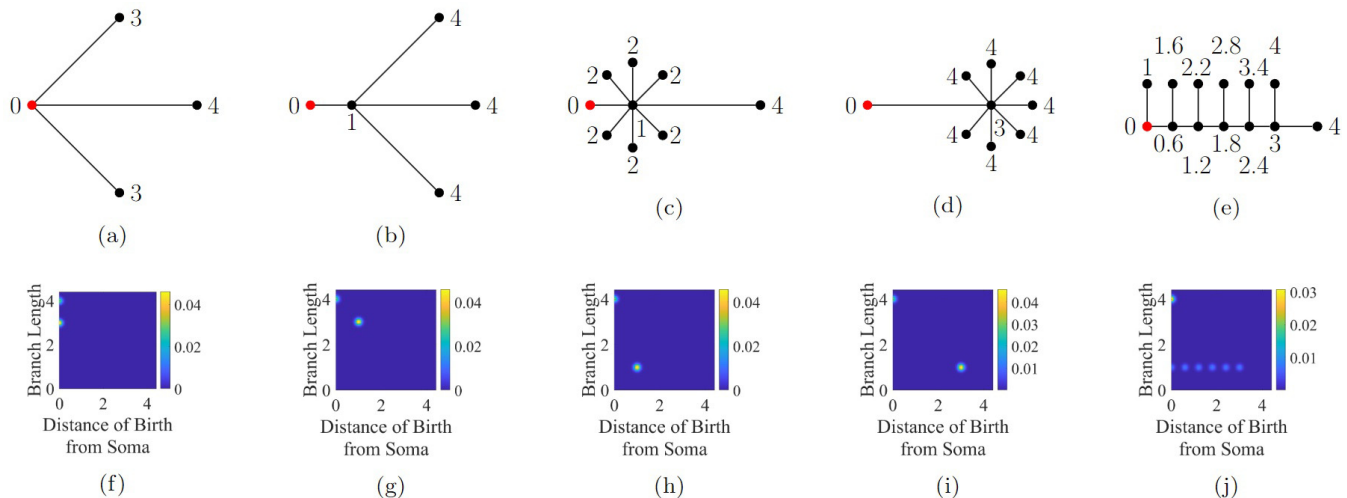 3
0
4
3
(a)
4
0
1
4
4
(b)
2
2
2
0
1
4
2
2
2
(c)
4
4
4
0
4
3
4
4
4
(d)
1.6 2.8 4
1 2.2 3.4
0
4
0.6 1.8 3
1.2 2.4
(e)
Branch Length
4
2
0
0 2 4
0.04
0.02
0
Distance of Birth
from Soma
(f)
Branch Length
4
2
0
0 2 4
0.04
0.02
0
Distance of Birth
from Soma
(g)
Branch Length
4
2
0
0 2 4
0.04
0.02
0
Distance of Birth
from Soma
(h)
Branch Length
4
2
0
0 2 4
0.04
0.03
0.02
0.01
Distance of Birth
from Soma
(i)
Branch Length
4
2
0
0 2 4
0.03
0.02
0.01
Distance of Birth
from Soma
(j)